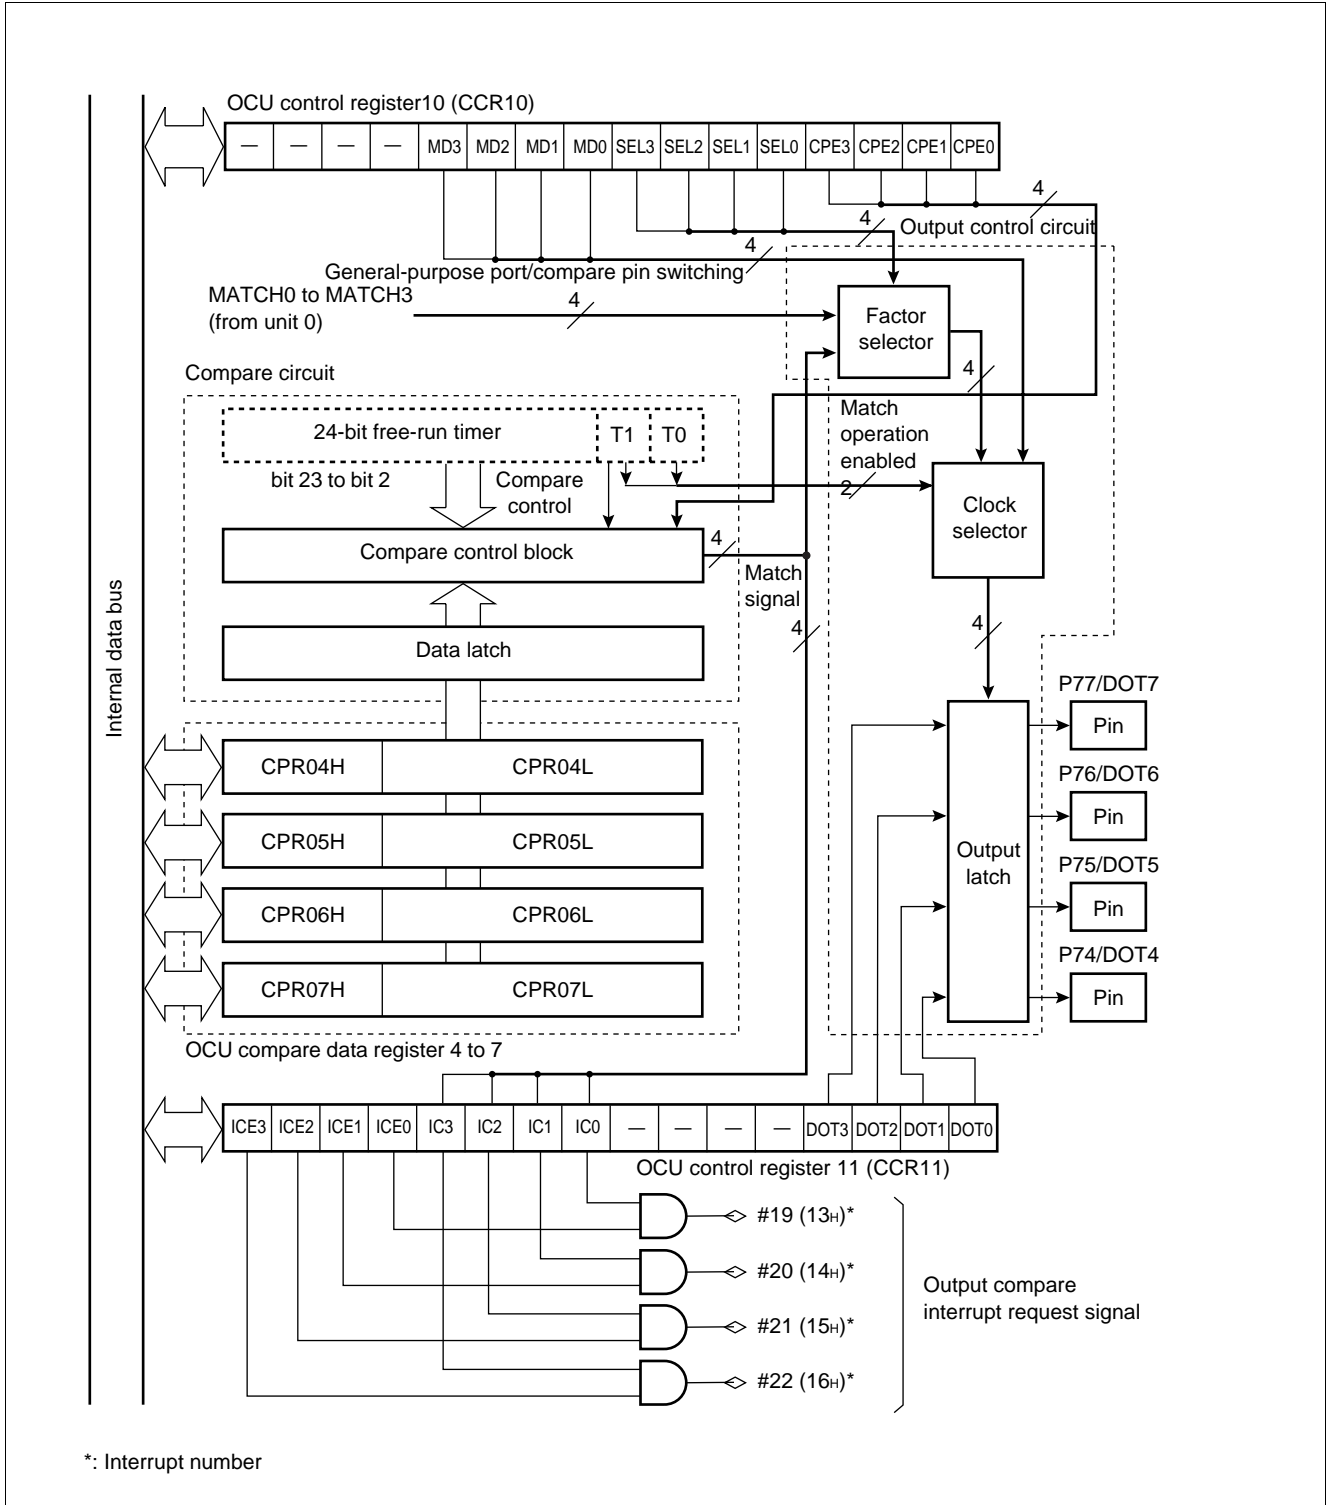 OCU control register10 (CCR10)
— — — — MD3 MD2 MD1 MD0 SEL3 SEL2 SEL1 SEL0 CPE3 CPE2 CPE1 CPE0
4
4
Output control circuit
4
General-purpose port/compare pin switching
MATCH0 to MATCH3
(from unit 0)
4
Factor
selector
4
Compare circuit
24-bit free-run timer T1 T0
bit 23 to bit 2
Compare
control
Match
operation
enabled
2
Clock
selector
Compare control block
4
Match
signal
4
4
Data latch
Internal data bus
CPR04H CPR04L
CPR05H CPR05L
CPR06H CPR06L
CPR07H CPR07L
OCU compare data register 4 to 7
Output
latch
P77/DOT7
Pin
P76/DOT6
Pin
P75/DOT5
Pin
P74/DOT4
Pin
ICE3 ICE2 ICE1 ICE0 IC3 IC2 IC1 IC0 — — — — DOT3 DOT2 DOT1 DOT0
OCU control register 11 (CCR11)
#19 (13H)*
#20 (14H)*
#21 (15H)*
#22 (16H)*
Output compare
interrupt request signal
*: Interrupt number